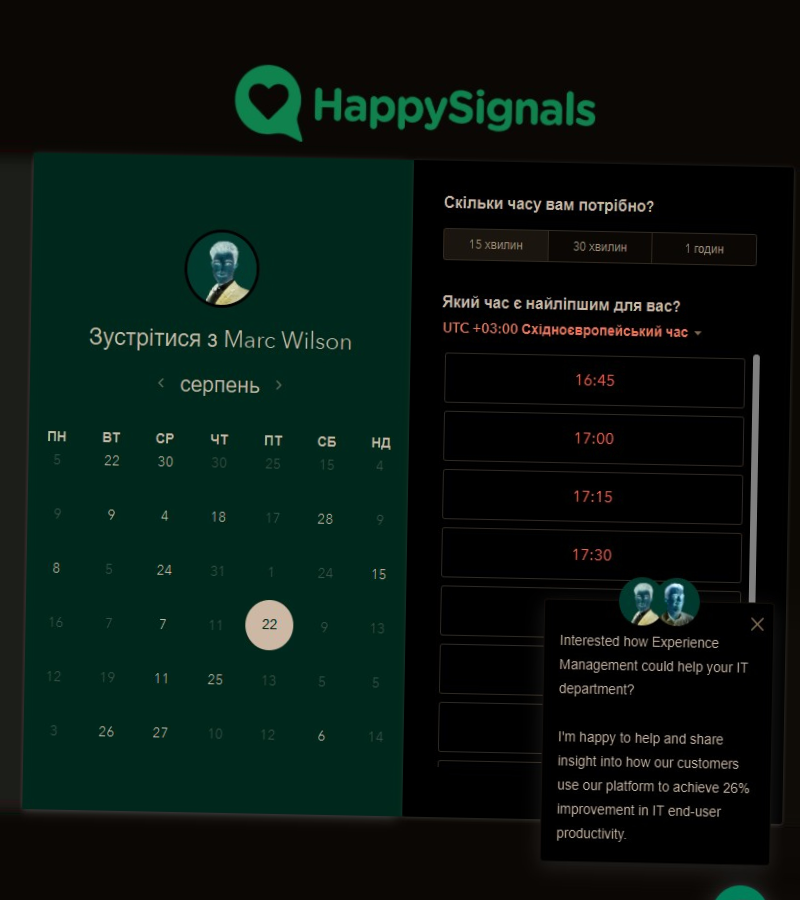 HappySignals
Зустрітися з Marc Wilson
серпень
ПН ВТ СР ЧТ ПТ СБ НД
5 22 30 30 25 15 4
9 9 4 18 17 28 9
8 5 24 31 1 24 15
16 7 7 11 22 9 13
12 19 11 25 13 5 5
3 26 27 10 12 6 14
Скільки часу вам потрібно?
15 хвилин 30 хвилин 1 годин
Який час є найліпшим для вас?
UTC +03:00 Східноєвропейський час
16:45
17:00
17:15
17:30
Interested how Experience
Management could help your IT
department?
I'm happy to help and share
insight into how our customers
use our platform to achieve 26%
improvement in IT end-user
productivity.